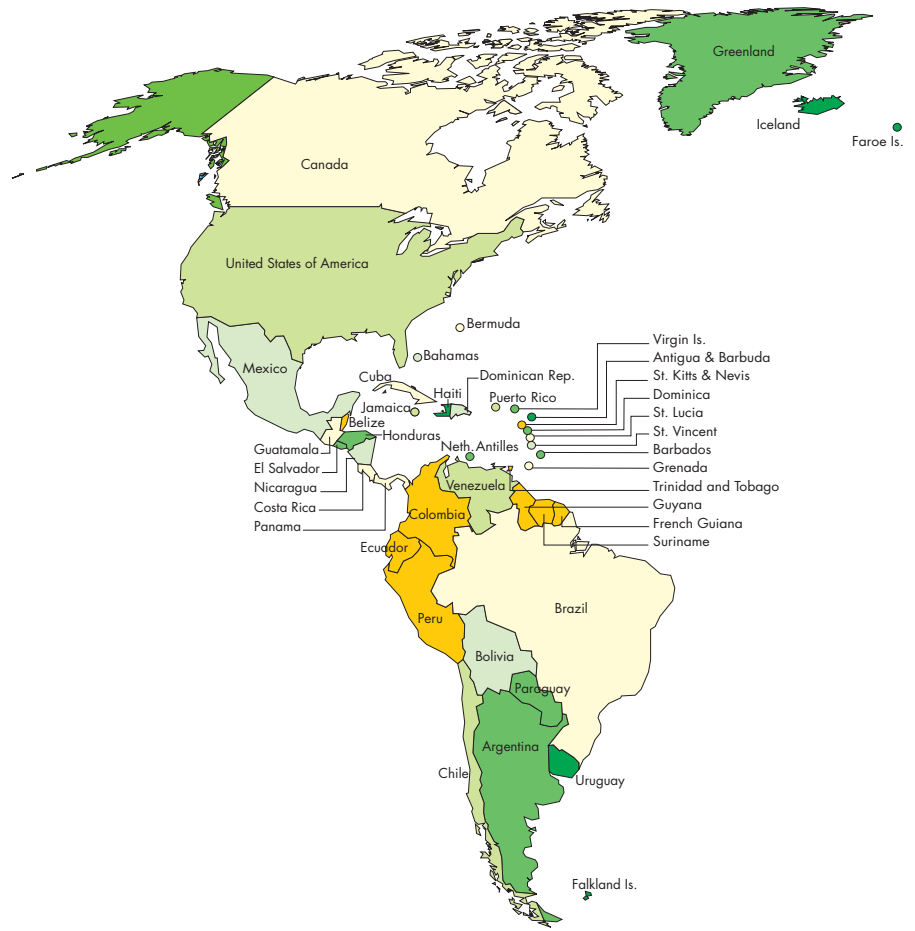 Greenland
Iceland
Faroe Is.
Canada
United States of America
Bermuda
Bahamas
Mexico
Cuba
Haiti
Dominican Rep.
Puerto Rico
Jamaica
Belize
Honduras
Neth. Antilles
Guatamala
El Salvador
Nicaragua
Costa Rica
Panama
Virgin Is.
Antigua & Barbuda
St. Kitts & Nevis
Dominica
St. Lucia
St. Vincent
Barbados
Grenada
Trinidad and Tobago
Guyana
French Guiana
Suriname
Venezuela
Colombia
Ecuador
Peru
Brazil
Bolivia
Paraguay
Argentina
Chile
Uruguay
Falkland Is.